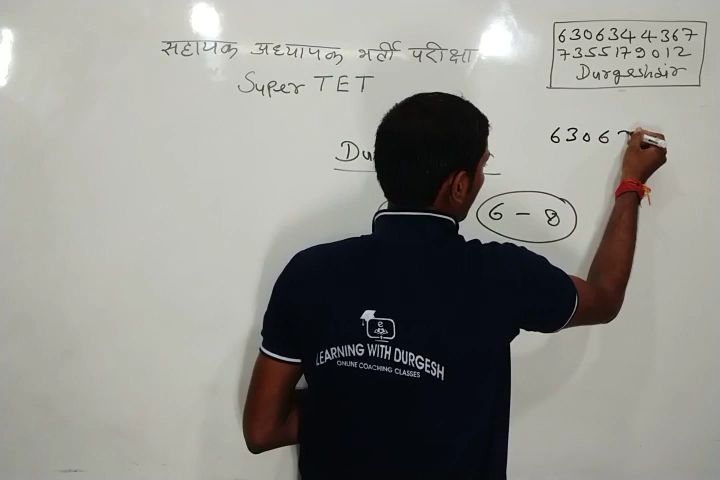 सहायक अध्यापक भर्ती परीक्षा
Super TET
6306344367
7355179012
Durgeshdir
6306
6 - 8
LEARNING WITH DURGESH
ONLINE COACHING CLASSES